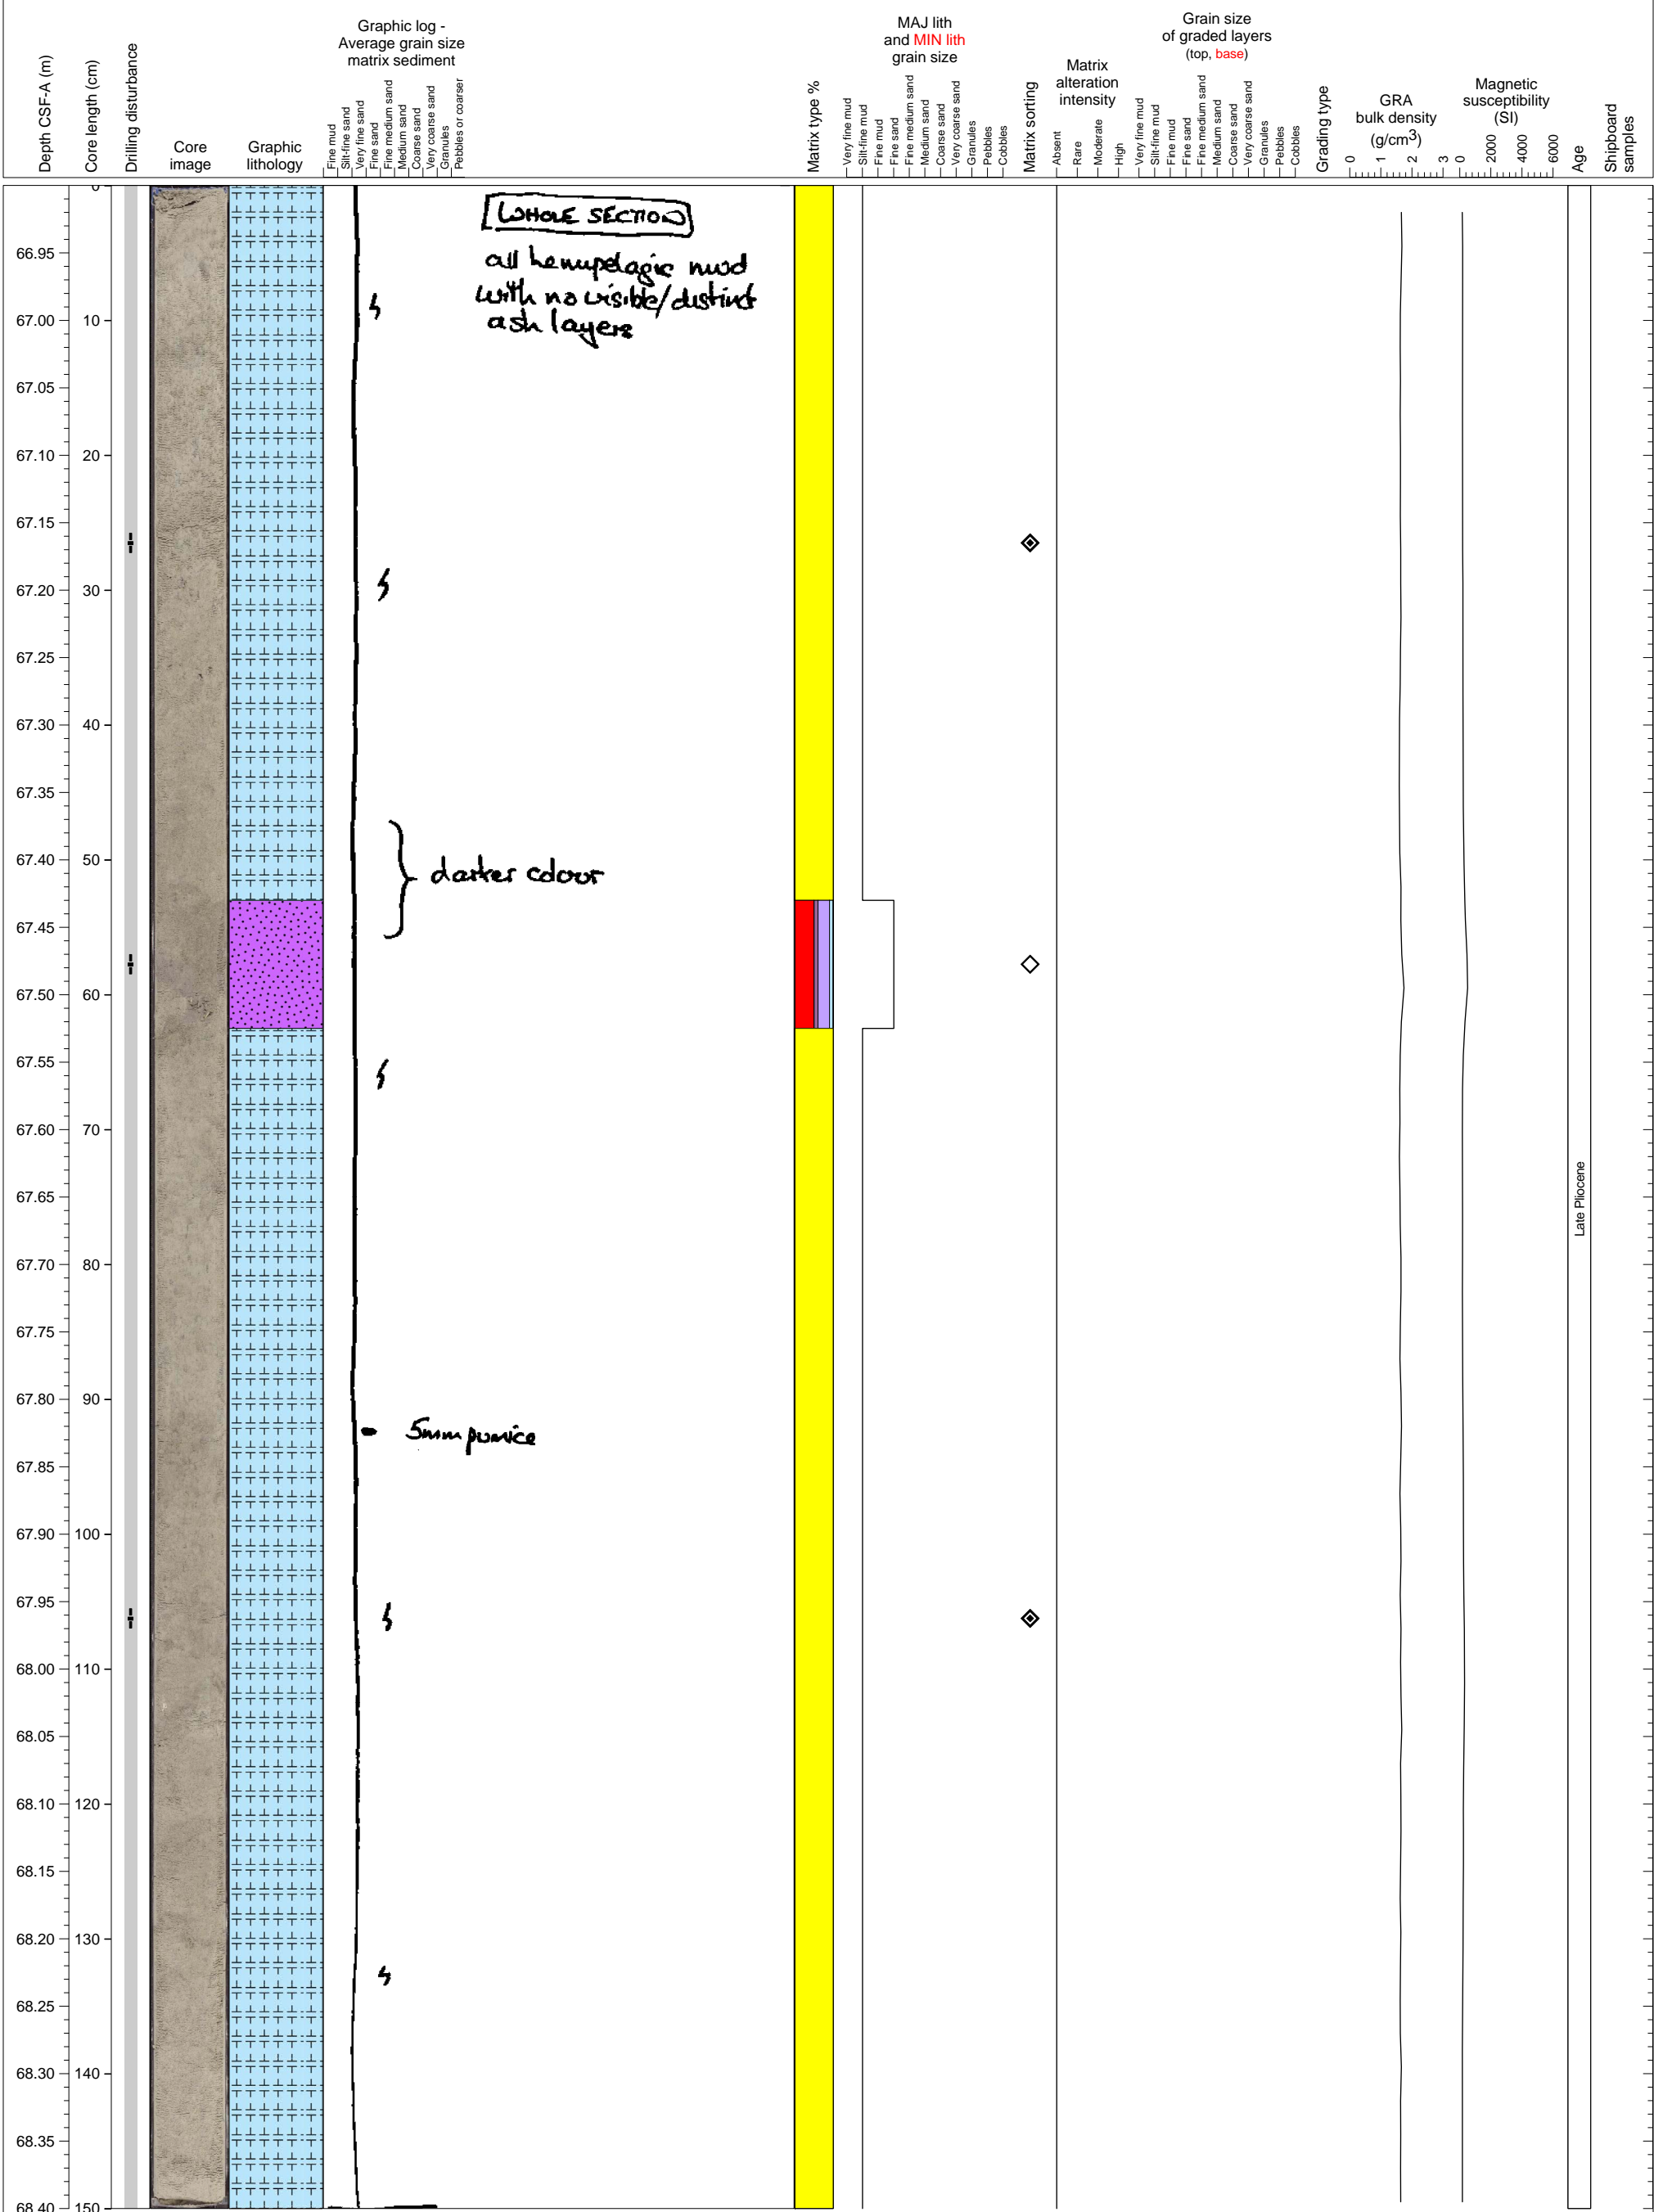 Depth CSF-A (m)
Core length (cm)
Drilling disturbance
Core
image
Graphic
lithology
Graphic log -
Average grain size
matrix sediment
Fine mud
Silt-fine sand
Very fine sand
Fine sand
Fine medium sand
Medium sand
Coarse sand
Very coarse sand
Granules
Pebbles or coarser
Matrix type %
MAJ lith
and MIN lith
grain size
Very fine mud
Silt-fine mud
Fine mud
Fine sand
Fine medium sand
Medium sand
Coarse sand
Very coarse sand
Granules
Pebbles
Cobbles
Matrix sorting
Matrix
alteration
intensity
Absent
Rare
Moderate
High
Grain size
of graded layers
(top, base)
Very fine mud
Silt-fine mud
Fine mud
Fine sand
Fine medium sand
Medium sand
Coarse sand
Very coarse sand
Granules
Pebbles
Cobbles
Grading type
GRA
bulk density
(g/cm3)
0 1 2 3
Magnetic
susceptibility
(SI)
0 2000 4000 6000
Age
Shipboard
samples
0
WHOLE SECTION
66.95
all hemipelagic mud
with no visible/distinct
67.00 10
ash layers
67.05
67.10 20
67.15
67.20 30
67.25
67.30 40
67.35
67.40 50
darker colour
67.45
67.50 60
67.55
67.60 70
67.65
Late Pliocene
67.70 80
67.75
67.80 90
5mm pumice
67.85
67.90 100
67.95
68.00 110
68.05
68.10 120
68.15
68.20 130
68.25
68.30 140
68.35
68.40 150